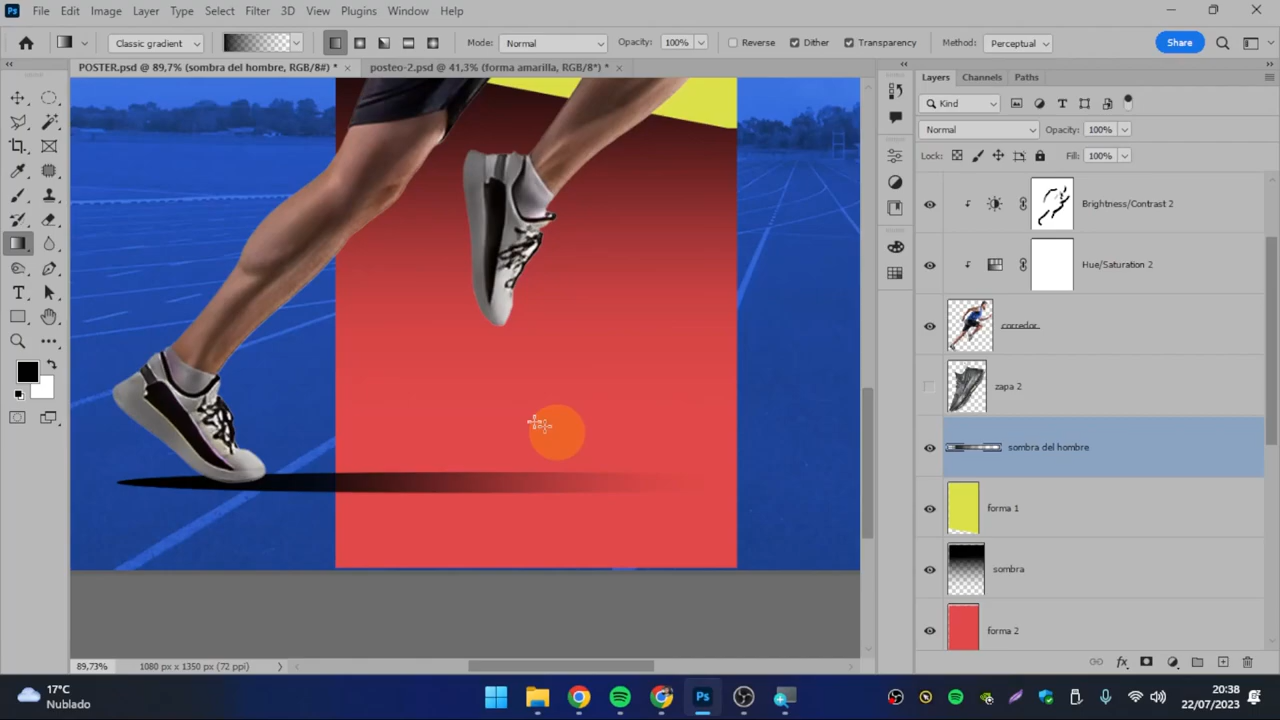 Ps File Edit Image Layer Type Select Filter 3D View Plugins Window Help
Classic gradient Mode: Normal Opacity: 100% Reverse Dither Transparency Method: Perceptual Share
POSTER.psd @ 89,7% (sombra del hombre, RGB/8#) * × posteo-2.psd @ 41,3% (forma amarilla, RGB/8*) * ×
Layers Channels Paths
Kind
Normal Opacity: 100%
Lock: Fill: 100%
Brightness/Contrast 2
Hue/Saturation 2
corredor
zapa 2
sombra del hombre
forma 1
sombra
forma 2
89,73% 1080 px x 1350 px (72 ppi)
17°C
Nublado
Ps
20:38
22/07/2023